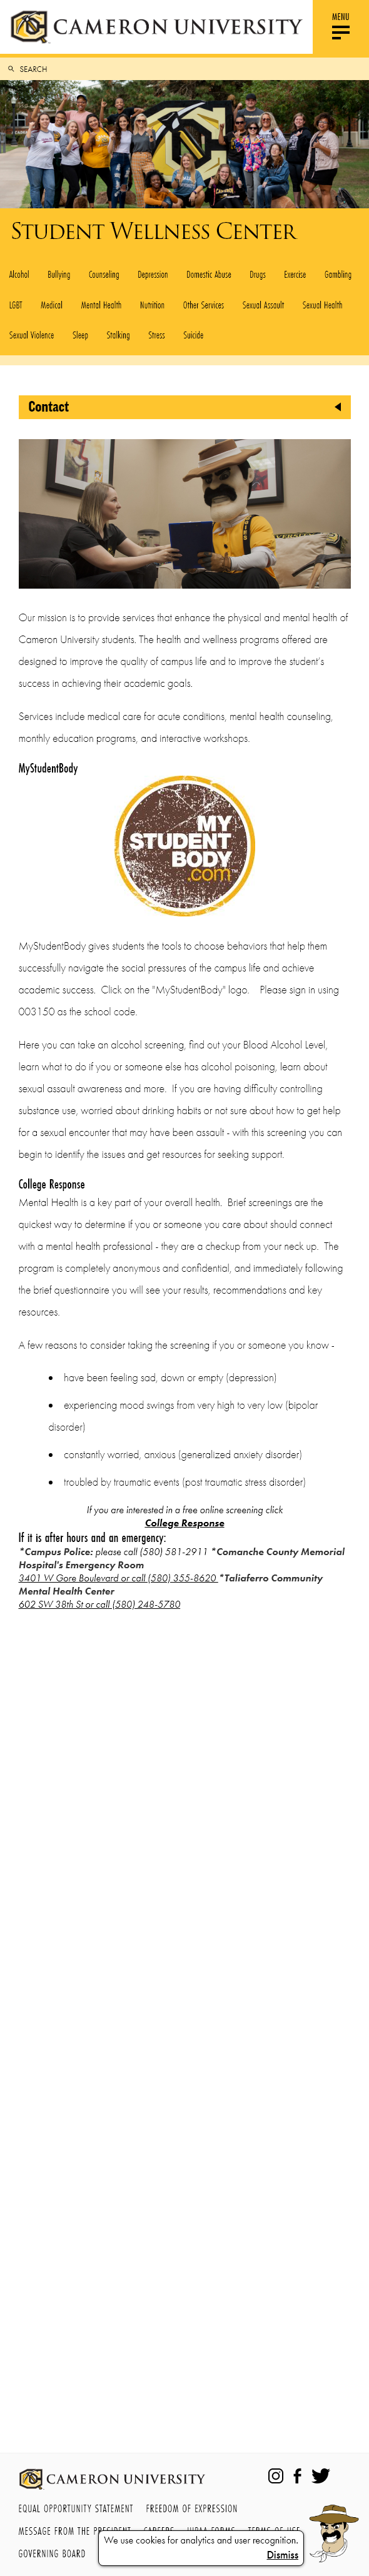 CAMERON UNIVERSITY
MENU
SEARCH
STUDENT WELLNESS CENTER
Alcohol Bullying Counseling Depression Domestic Abuse Drugs Exercise Gambling
LGBT Medical Mental Health Nutrition Other Services Sexual Assault Sexual Health
Sexual Violence Sleep Stalking Stress Suicide
Contact
Our mission is to provide services that enhance the physical and mental health of
Cameron University students. The health and wellness programs offered are
designed to improve the quality of campus life and to improve the student's
success in achieving their academic goals.
Services include medical care for acute conditions, mental health counseling,
monthly education programs, and interactive workshops.
MyStudentBody
MY
STUDENT
BODY
.com
MyStudentBody gives students the tools to choose behaviors that help them
successfully navigate the social pressures of the campus life and achieve
academic success. Click on the "MyStudentBody" logo. Please sign in using
003150 as the school code.
Here you can take an alcohol screening, find out your Blood Alcohol Level,
learn what to do if you or someone else has alcohol poisoning, learn about
sexual assault awareness and more. If you are having difficulty controlling
substance use, worried about drinking habits or not sure about how to get help
for a sexual encounter that may have been assault - with this screening you can
begin to identify the issues and get resources for seeking support.
College Response
Mental Health is a key part of your overall health. Brief screenings are the
quickest way to determine if you or someone you care about should connect
with a mental health professional - they are a checkup from your neck up. The
program is completely anonymous and confidential, and immediately following
the brief questionnaire you will see your results, recommendations and key
resources.
A few reasons to consider taking the screening if you or someone you know -
• have been feeling sad, down or empty (depression)
• experiencing mood swings from very high to very low (bipolar
disorder)
• constantly worried, anxious (generalized anxiety disorder)
• troubled by traumatic events (post traumatic stress disorder)
If you are interested in a free online screening click
College Response
If it is after hours and an emergency:
*Campus Police: please call (580) 581-2911 *Comanche County Memorial
Hospital's Emergency Room
3401 W Gore Boulevard or call (580) 355-8620 *Taliaferro Community
Mental Health Center
602 SW 38th St or call (580) 248-5780
CAMERON UNIVERSITY
EQUAL OPPORTUNITY STATEMENT FREEDOM OF EXPRESSION
MESSAGE FROM THE PRESIDENT CAREERS HIPAA FORMS TERMS OF USE
GOVERNING BOARD
We use cookies for analytics and user recognition.
Dismiss